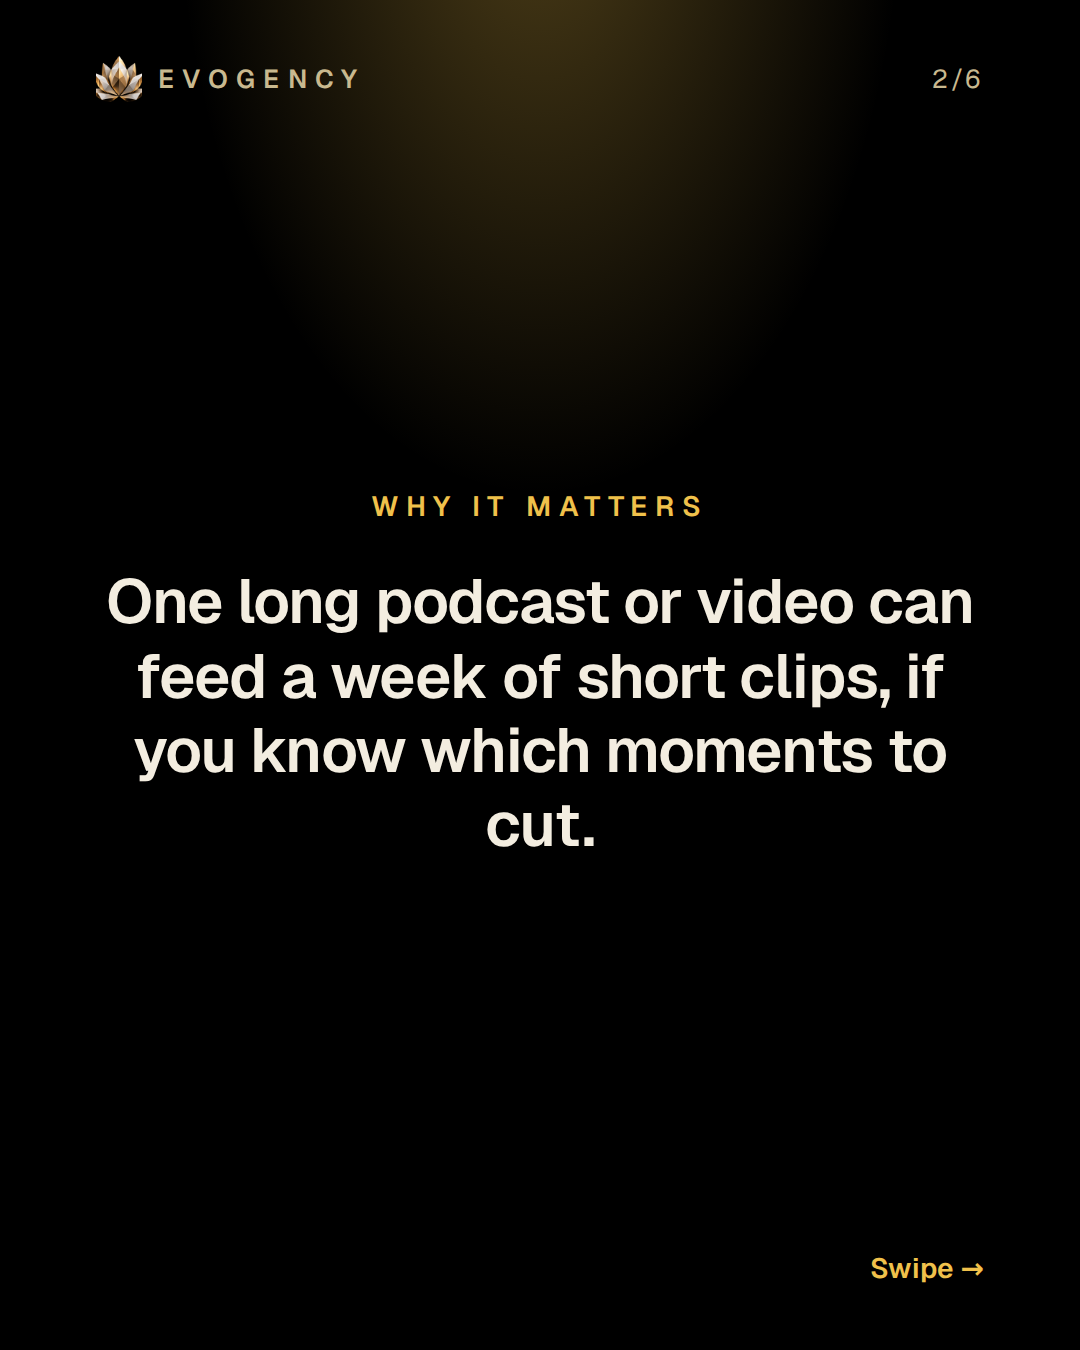 EVOGENCY
2/6
WHY IT MATTERS
One long podcast or video can
feed a week of short clips, if
you know which moments to
cut.
Swipe →